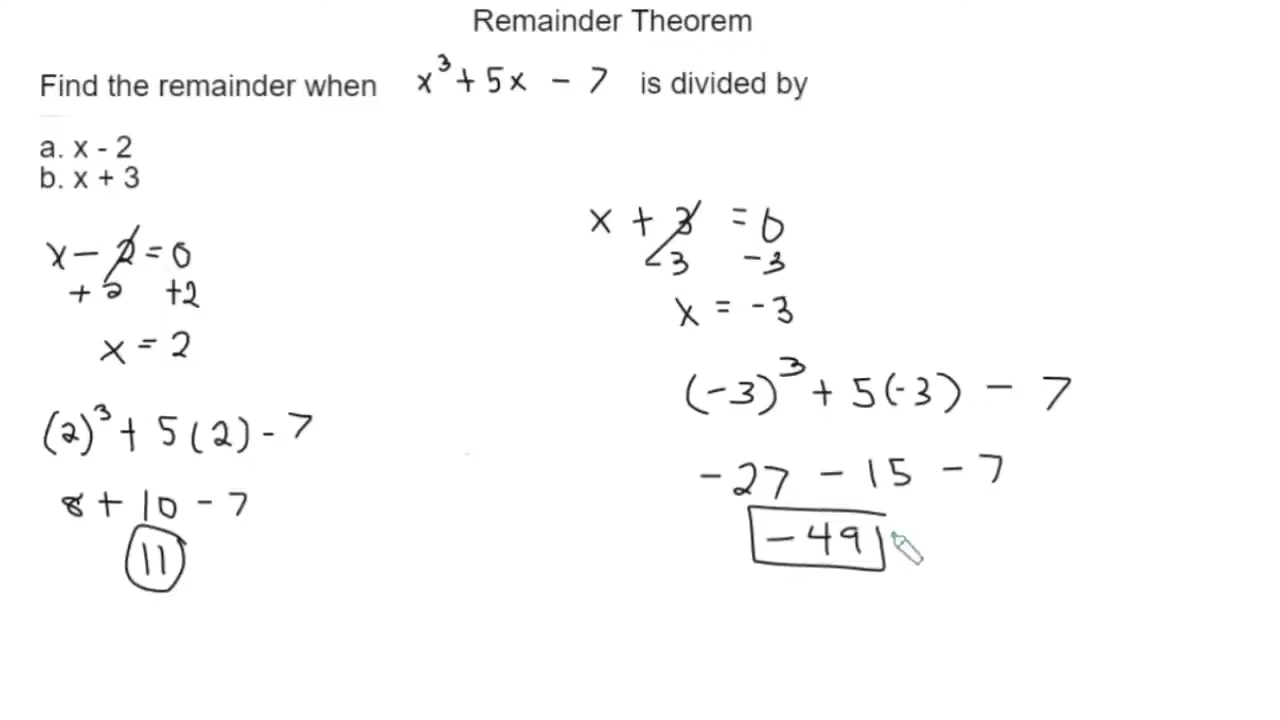 Remainder Theorem
Find the remainder when x³ + 5x - 7 is divided by
a. x - 2
b. x + 3
x - 2 = 0
+ 2 +2
x = 2
(2)³ + 5(2) - 7
8 + 10 - 7
11
x + 3 = 0
-3 -3
x = -3
(-3)³ + 5(-3) - 7
-27 - 15 - 7
-49